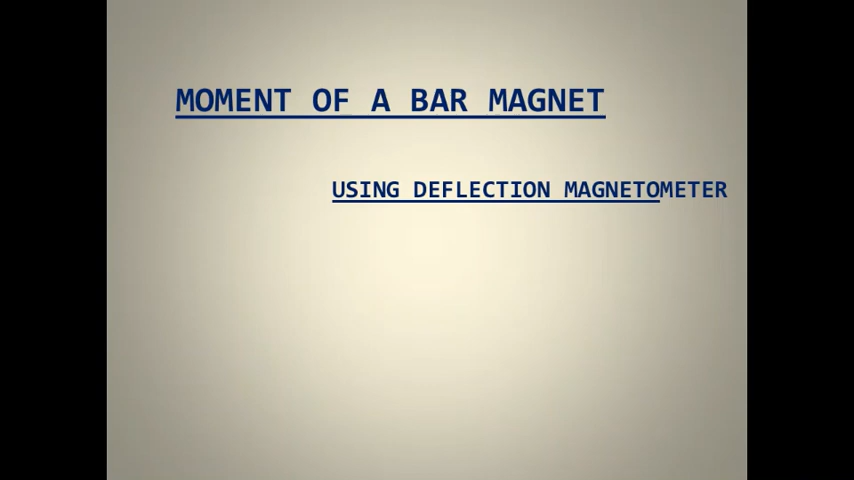 MOMENT OF A BAR MAGNET
USING DEFLECTION MAGNETOMETER